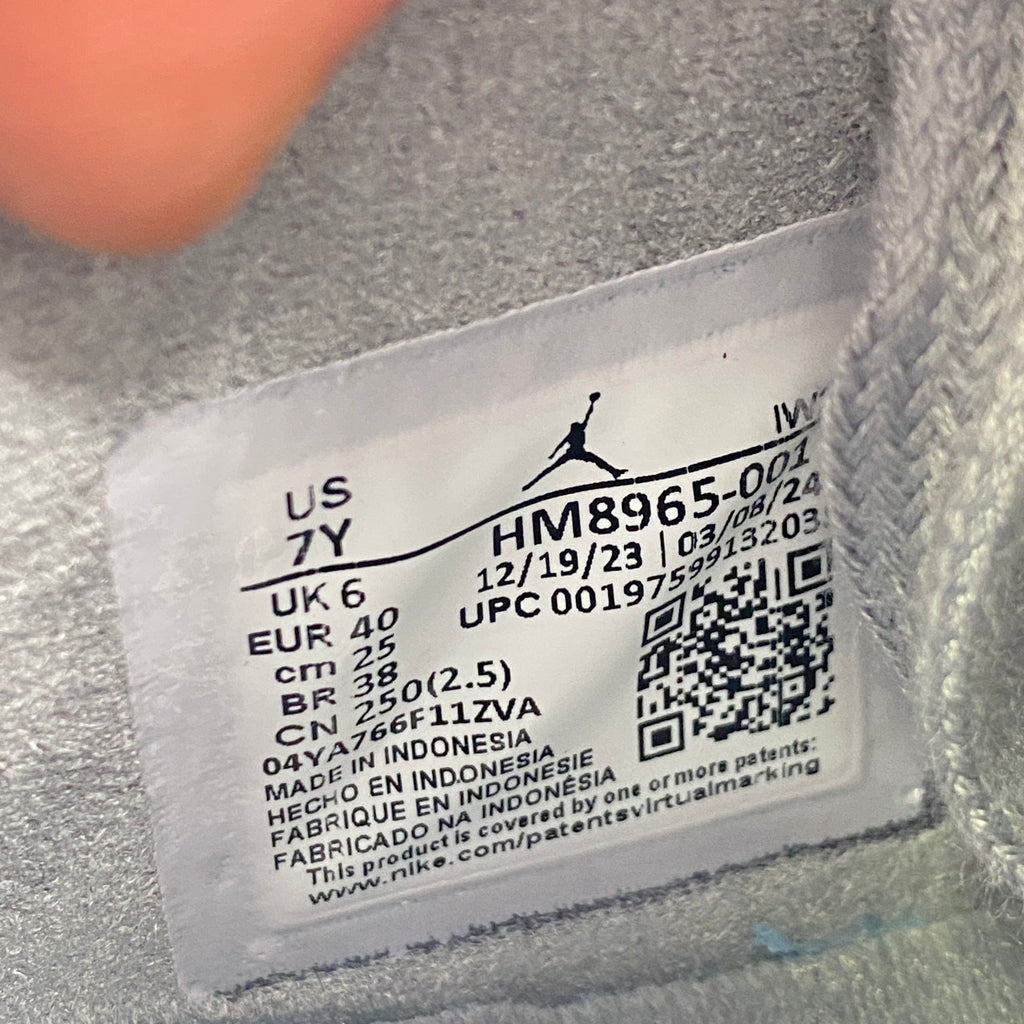 US
7Y
UK 6
EUR 40
cm 25
BR 38
CN 250(2.5)
04YA766F11ZVA
MADE IN INDONESIA
HECHO EN INDONESIA
FABRIQUE EN INDONESIE
FABRICADO NA INDONÉSIA
This product is covered by one or more patents:
www.nike.com/patentsvirtualmarking
HM8965-001
12/19/23 | 03/08/24
UPC 00197599913203